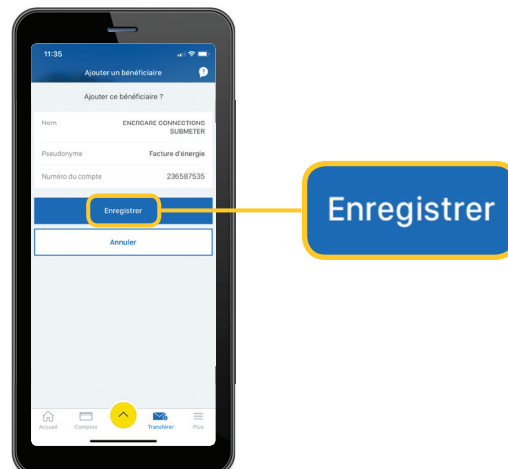 11:35
Ajouter un bénéficiaire
?
Ajouter ce bénéficiaire ?
Nom ENERCARE CONNECTIONS
SUBMETER
Pseudonyme Facture d'énergie
Numéro du compte 236587535
Enregistrer
Enregistrer
Annuler
Accueil Comptes Transférer Plus